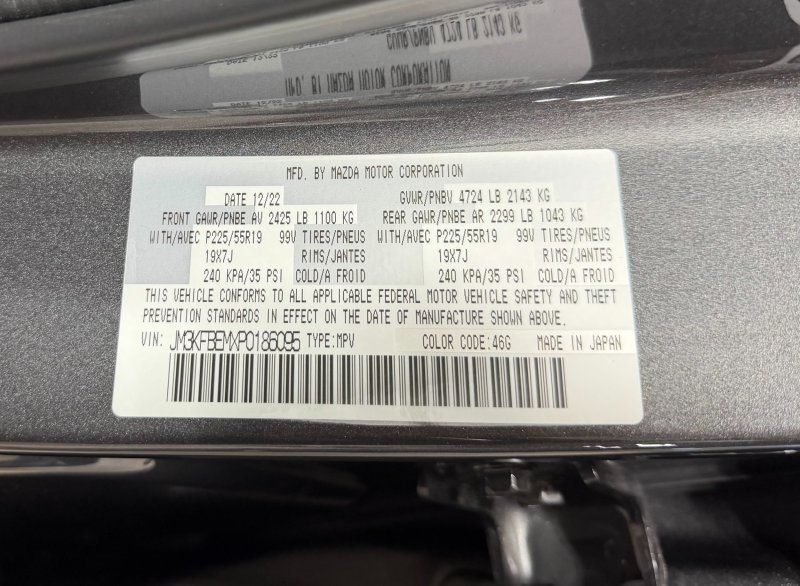 MFD. BY MAZDA MOTOR CORPORATION
DATE 12/22 GVWR/PNBV 4724 LB 2143 KG
FRONT GAWR/PNBE AV 2425 LB 1100 KG REAR GAWR/PNBE AR 2299 LB 1043 KG
WITH/AVEC P225/55R19 99V TIRES/PNEUS WITH/AVEC P225/55R19 99V TIRES/PNEUS
19X7J RIMS/JANTES 19X7J RIMS/JANTES
240 KPA/35 PSI COLD/A FROID 240 KPA/35 PSI COLD/A FROID
THIS VEHICLE CONFORMS TO ALL APPLICABLE FEDERAL MOTOR VEHICLE SAFETY AND THEFT
PREVENTION STANDARDS IN EFFECT ON THE DATE OF MANUFACTURE SHOWN ABOVE.
VIN: JM3KFBEMXP0186095 TYPE:MPV COLOR CODE:46G MADE IN JAPAN